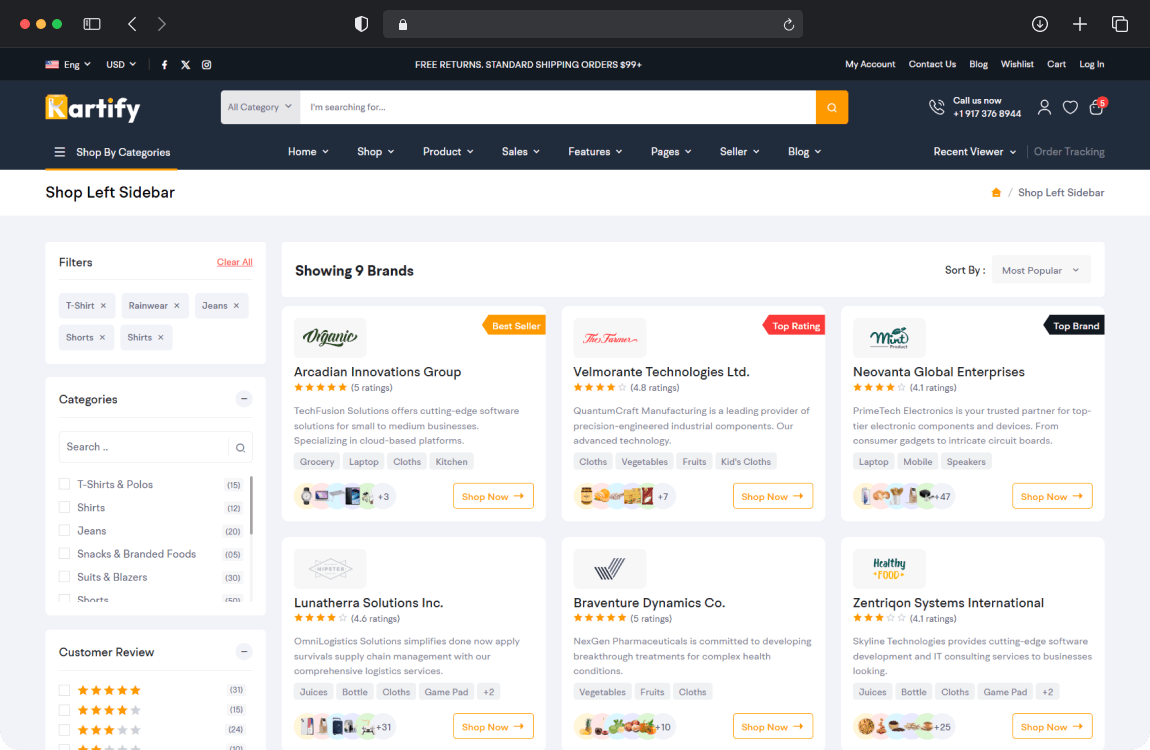 Eng USD FREE RETURNS. STANDARD SHIPPING ORDERS $99+ My Account Contact Us Blog Wishlist Cart Log In
Kartify All Category I'm searching for... Call us now 5
+1 917 376 8944
Shop By Categories Home Shop Product Sales Features Pages Seller Blog Recent Viewer Order Tracking
Shop Left Sidebar / Shop Left Sidebar
Filters Clear All
T-Shirt × Rainwear × Jeans ×
Shorts × Shirts ×
Categories
Search ..
T-Shirts & Polos (15)
Shirts (12)
Jeans (20)
Snacks & Branded Foods (05)
Suits & Blazers (30)
Shorts (50)
Customer Review
(31)
(15)
(24)
(10)
Showing 9 Brands Sort By : Most Popular
Organic Best Seller
Arcadian Innovations Group
(5 ratings)
TechFusion Solutions offers cutting-edge software
solutions for small to medium businesses.
Specializing in cloud-based platforms.
Grocery Laptop Cloths Kitchen
+3 Shop Now
The Farmer Top Rating
Velmorante Technologies Ltd.
(4.8 ratings)
QuantumCraft Manufacturing is a leading provider of
precision-engineered industrial components. Our
advanced technology.
Cloths Vegetables Fruits Kid's Cloths
+7 Shop Now
Mint Product Top Brand
Neovanta Global Enterprises
(4.1 ratings)
PrimeTech Electronics is your trusted partner for top-
tier electronic components and devices. From
consumer gadgets to intricate circuit boards.
Laptop Mobile Speakers
+47 Shop Now
HIPSTER
Lunatherra Solutions Inc.
(4.6 ratings)
OmniLogistics Solutions simplifies done now apply
survivals supply chain management with our
comprehensive logistics services.
Juices Bottle Cloths Game Pad +2
+31 Shop Now
Braventure Dynamics Co.
(5 ratings)
NexGen Pharmaceuticals is committed to developing
breakthrough treatments for complex health
conditions.
Vegetables Fruits Cloths
+10 Shop Now
Healthy
FOOD
Zentriqon Systems International
(4.1 ratings)
Skyline Technologies provides cutting-edge software
development and IT consulting services to businesses
looking.
Juices Bottle Cloths Game Pad +2
+25 Shop Now